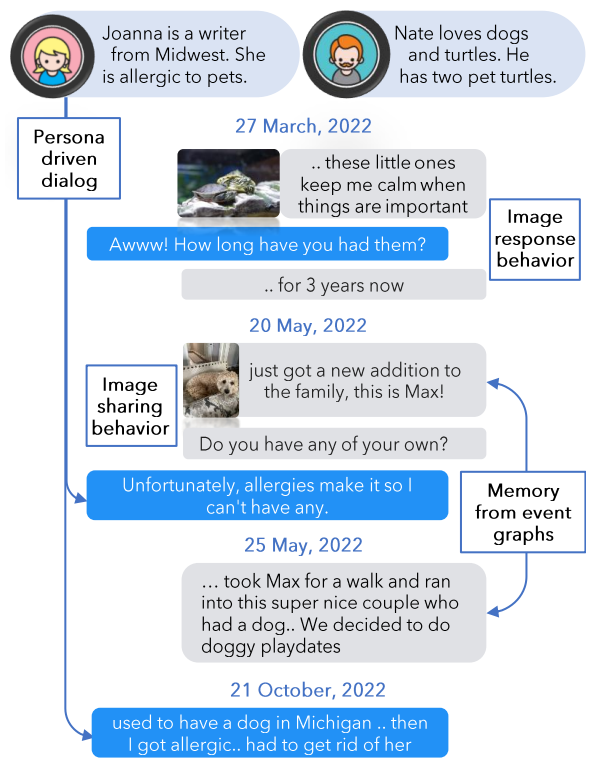 Joanna is a writer
from Midwest. She
is allergic to pets.
Nate loves dogs
and turtles. He
has two pet turtles.
Persona
driven
dialog
27 March, 2022
.. these little ones
keep me calm when
things are important
Image
response
behavior
Awww! How long have you had them?
.. for 3 years now
20 May, 2022
Image
sharing
behavior
just got a new addition to
the family, this is Max!
Do you have any of your own?
Unfortunately, allergies make it so I
can't have any.
Memory
from event
graphs
25 May, 2022
... took Max for a walk and ran
into this super nice couple who
had a dog.. We decided to do
doggy playdates
21 October, 2022
used to have a dog in Michigan .. then
I got allergic.. had to get rid of her